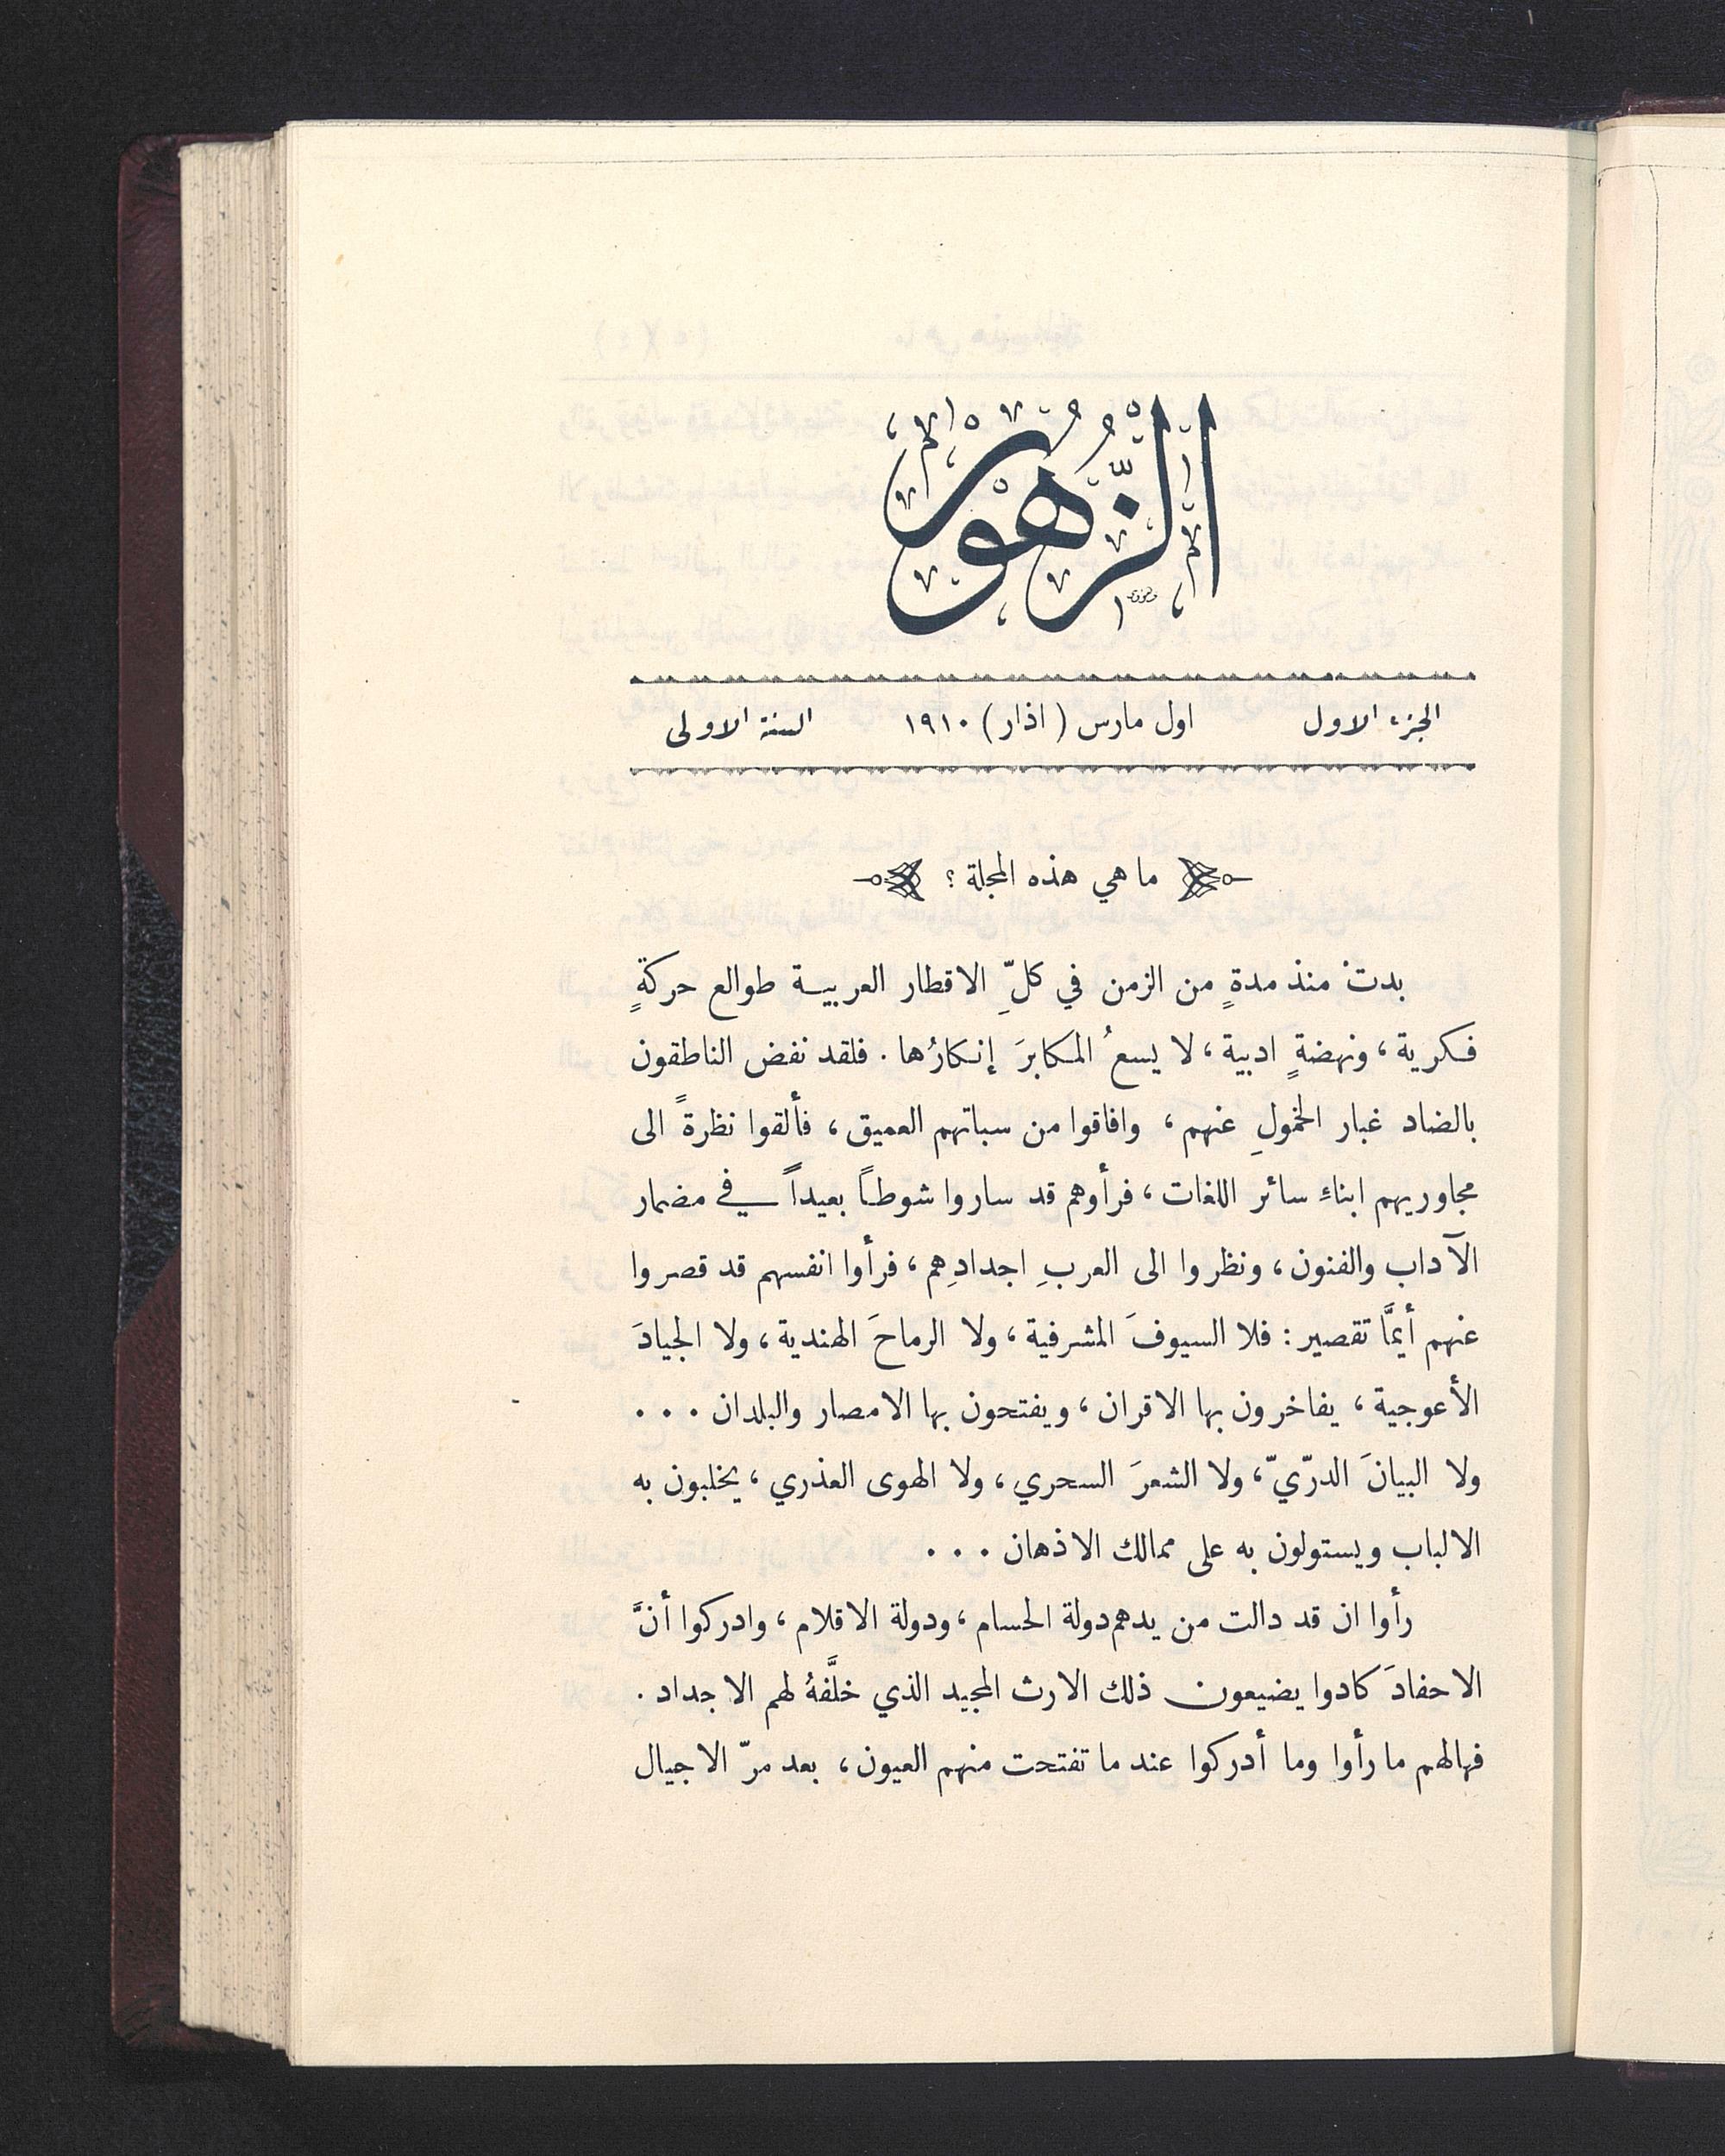 الزُّهور
الجزء الاول اول مارس ( اذار ) ١٩١٠ السنة الاولى
ما هي هذه المجلة ؟
بدتْ منذ مدةٍ من الزمن في كلِّ الاقطار العربية طوالع حركةٍ
فكرية ، ونهضةٍ ادبية ، لا يسعُ المكابرَ إنكارُها . فلقد نفض الناطقون
بالضاد غبار الخمولِ عنهم ، وافاقوا من سباتهم العميق ، فألقوا نظرةً الى
مجاوريهم ابناءِ سائر اللغات ، فرأوهم قد ساروا شوطاً بعيداً في مضمار
الآداب والفنون ، ونظروا الى العربِ اجدادِهم ، فرأوا انفسهم قد قصروا
عنهم أيمَّا تقصير : فلا السيوفَ المشرفية ، ولا الرماحَ الهندية ، ولا الجيادَ
الأعوجية ، يفاخرون بها الاقران ، ويفتحون بها الامصار والبلدان . . .
ولا البيانَ الدرّيّ ، ولا الشعرَ السحري ، ولا الهوى العذري ، يخلبون به
الالباب ويستولون به على ممالك الاذهان . . .
رأوا ان قد دالت من يدهم دولة الحسام ، ودولة الاقلام ، وادركوا أنَّ
الاحفادَ كادوا يضيعون ذلك الارث المجيد الذي خلَّفهُ لهم الاجداد .
فهالهم ما رأوا وما أدركوا عند ما تفتحت منهم العيون ، بعد مرّ الاجيال